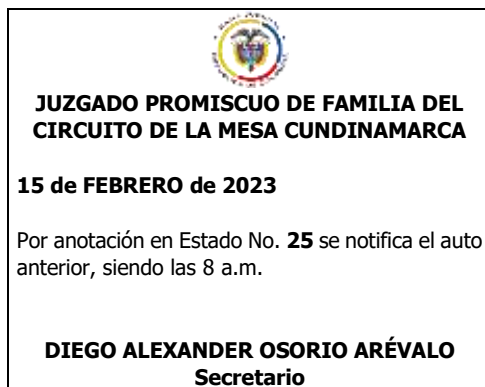 JUZGADO PROMISCUO DE FAMILIA DEL
CIRCUITO DE LA MESA CUNDINAMARCA
15 de FEBRERO de 2023
Por anotación en Estado No. 25 se notifica el auto
anterior, siendo las 8 a.m.
DIEGO ALEXANDER OSORIO ARÉVALO
Secretario